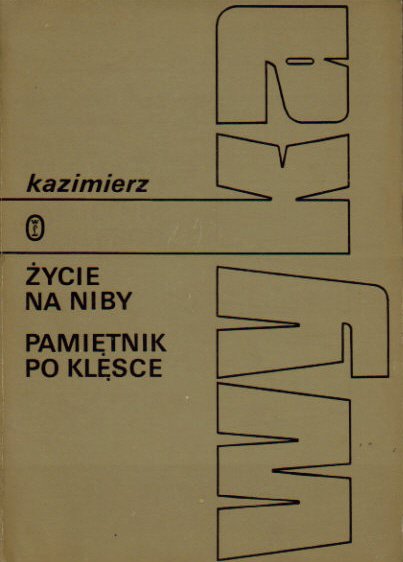 kazimierz
wyka
ŻYCIE
NA NIBY
PAMIĘTNIK
PO KLĘSCE